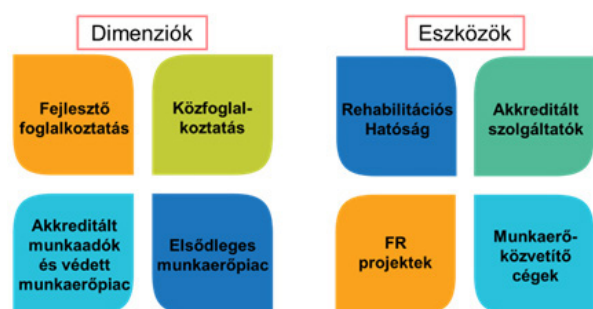 Dimenziók
Fejlesztő
foglalkoztatás
Közfoglal-
koztatás
Akkreditált
munkaadók
és védett
munkaerőpiac
Elsődleges
munkaerőpiac
Eszközök
Rehabilitációs
Hatóság
Akkreditált
szolgáltatók
FR
projektek
Munkaerő-
közvetítő
cégek